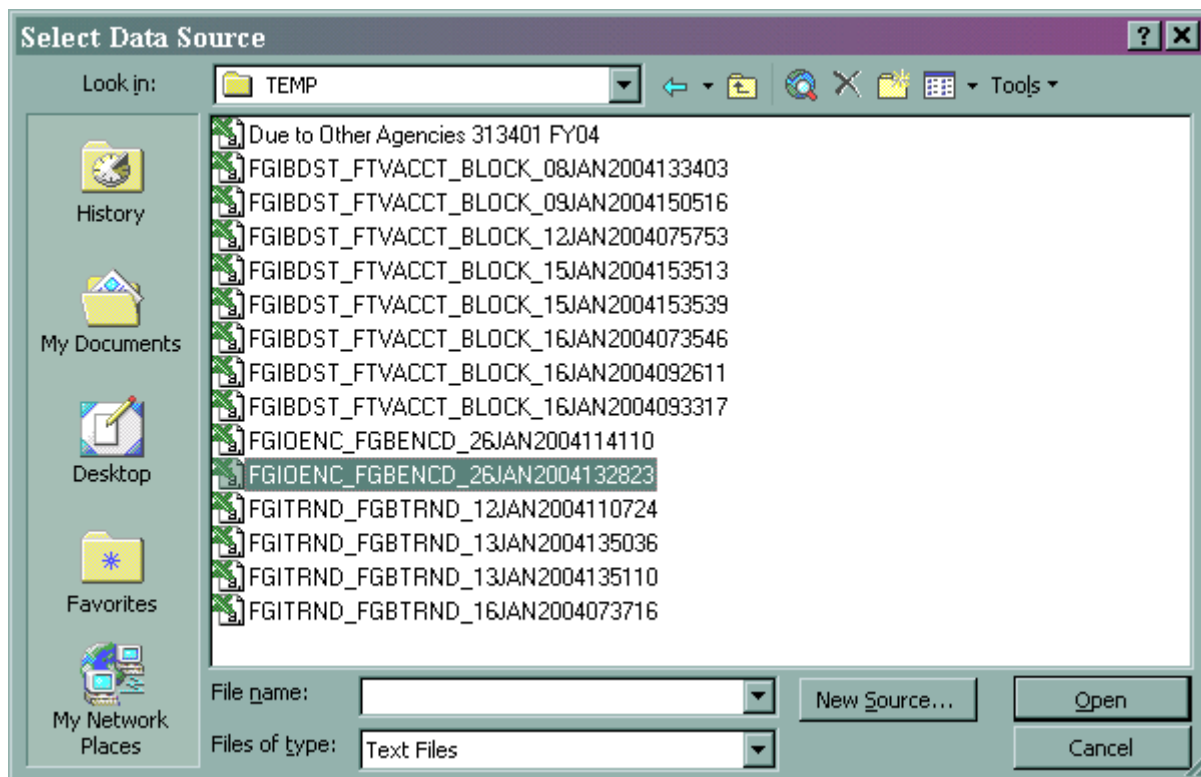 Select Data Source
Look in:
TEMP
Tools
History
My Documents
Desktop
Favorites
My Network
Places
Due to Other Agencies 313401 FY04
FGIBDST_FTVACCT_BLOCK_08JAN2004133403
FGIBDST_FTVACCT_BLOCK_09JAN2004150516
FGIBDST_FTVACCT_BLOCK_12JAN2004075753
FGIBDST_FTVACCT_BLOCK_15JAN2004153513
FGIBDST_FTVACCT_BLOCK_15JAN2004153539
FGIBDST_FTVACCT_BLOCK_16JAN2004073546
FGIBDST_FTVACCT_BLOCK_16JAN2004092611
FGIBDST_FTVACCT_BLOCK_16JAN2004093317
FGIOENC_FGBENCD_26JAN2004114110
FGIOENC_FGBENCD_26JAN2004132823
FGITRND_FGBTRND_12JAN2004110724
FGITRND_FGBTRND_13JAN2004135036
FGITRND_FGBTRND_13JAN2004135110
FGITRND_FGBTRND_16JAN2004073716
File name:
New Source...
Open
Files of type:
Text Files
Cancel